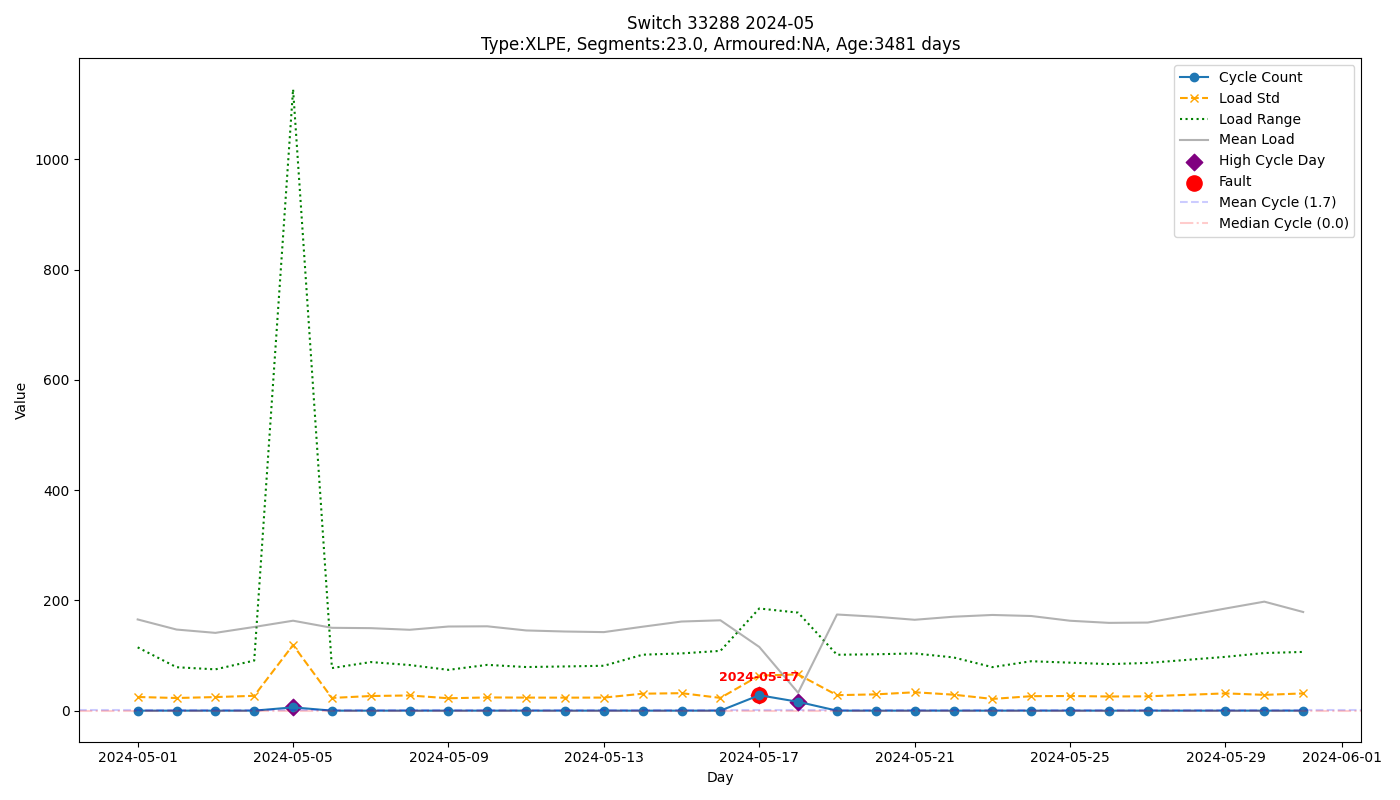 Switch 33288 2024-05
Type:XLPE, Segments:23.0, Armoured:NA, Age:3481 days
Cycle Count
Load Std
Load Range
Mean Load
High Cycle Day
Fault
Mean Cycle (1.7)
Median Cycle (0.0)
Value
1000
800
600
400
200
0
2024-05-17
2024-05-01
2024-05-05
2024-05-09
2024-05-13
2024-05-17
2024-05-21
2024-05-25
2024-05-29
2024-06-01
Day